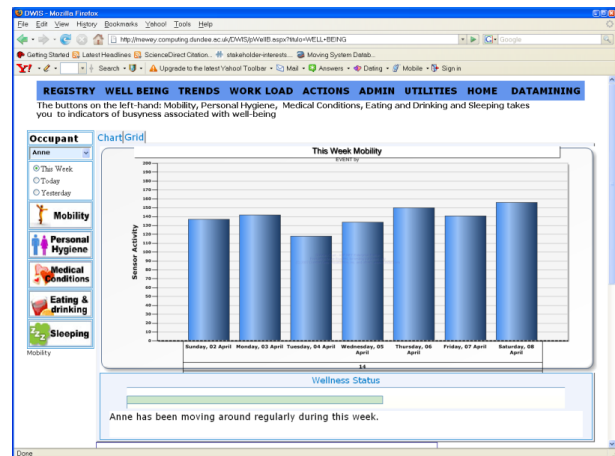 DWIS - Mozilla Firefox
File Edit View History Bookmarks Yahoo! Tools Help
http://mewey.computing.dundee.ac.uk/DWIS/pWellB.aspx?titulo=WELL+BEING
Google
Getting Started Latest Headlines ScienceDirect Citation... stakeholder-interests... Moving System Datab...
Y! Search Upgrade to the latest Yahoo! Toolbar Mail Answers Dating Mobile Sign in
REGISTRY WELL BEING TRENDS WORK LOAD ACTIONS ADMIN UTILITIES HOME DATAMINING
The buttons on the left-hand: Mobility, Personal Hygiene, Medical Conditions, Eating and Drinking and Sleeping takes
you to indicators of busyness associated with well-being
Occupant
Anne
This Week
Today
Yesterday
Mobility
Personal
Hygiene
Medical
Conditions
Eating &
drinking
Sleeping
Mobility
Chart Grid
This Week Mobility
EVENT by
Sensor Activity
200
190
180
170
160
150
140
130
120
110
100
90
80
70
60
50
40
30
20
10
0
Sunday, 02 April Monday, 03 April Tuesday, 04 April Wednesday, 05 April Thursday, 06 April Friday, 07 April Saturday, 08 April
14
Wellness Status
Anne has been moving around regularly during this week.
Done